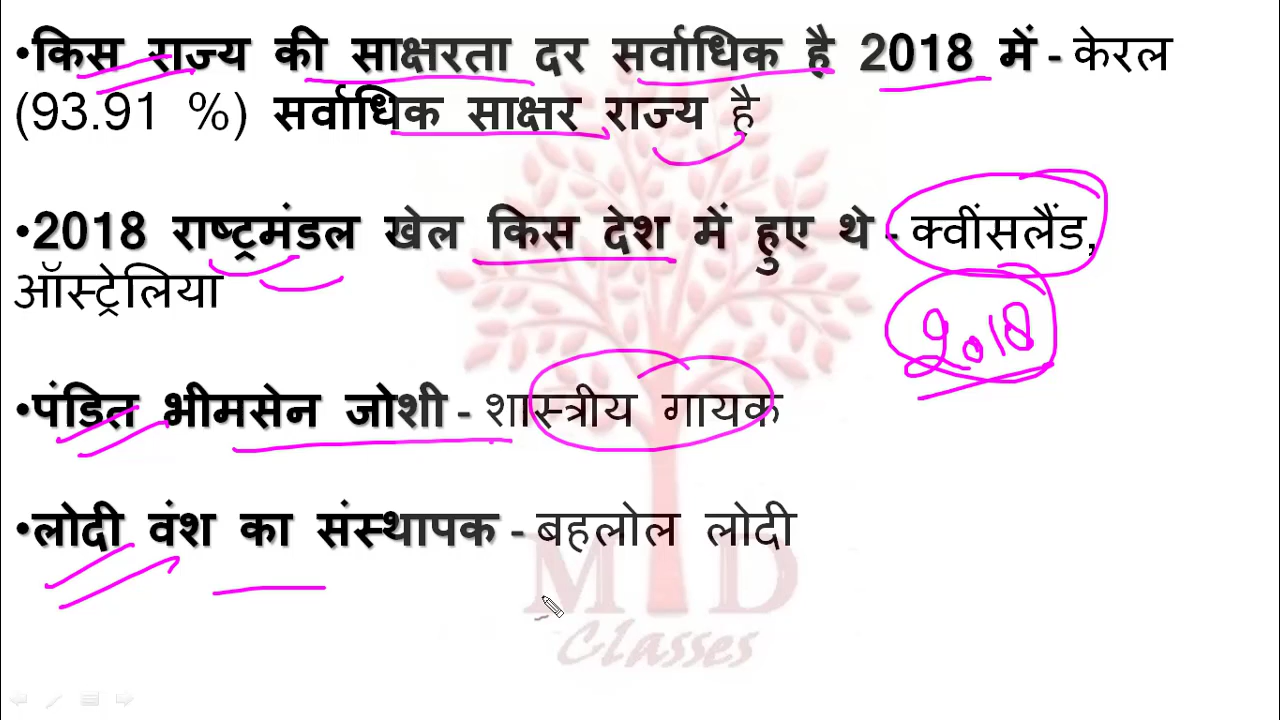 •किस राज्य की साक्षरता दर सर्वाधिक है 2018 में - केरल
(93.91 %) सर्वाधिक साक्षर राज्य है
•2018 राष्ट्रमंडल खेल किस देश में हुए थे - क्वींसलैंड,
ऑस्ट्रेलिया
2018
•पंडित भीमसेन जोशी - शास्त्रीय गायक
•लोदी वंश का संस्थापक - बहलोल लोदी
MID
Classes